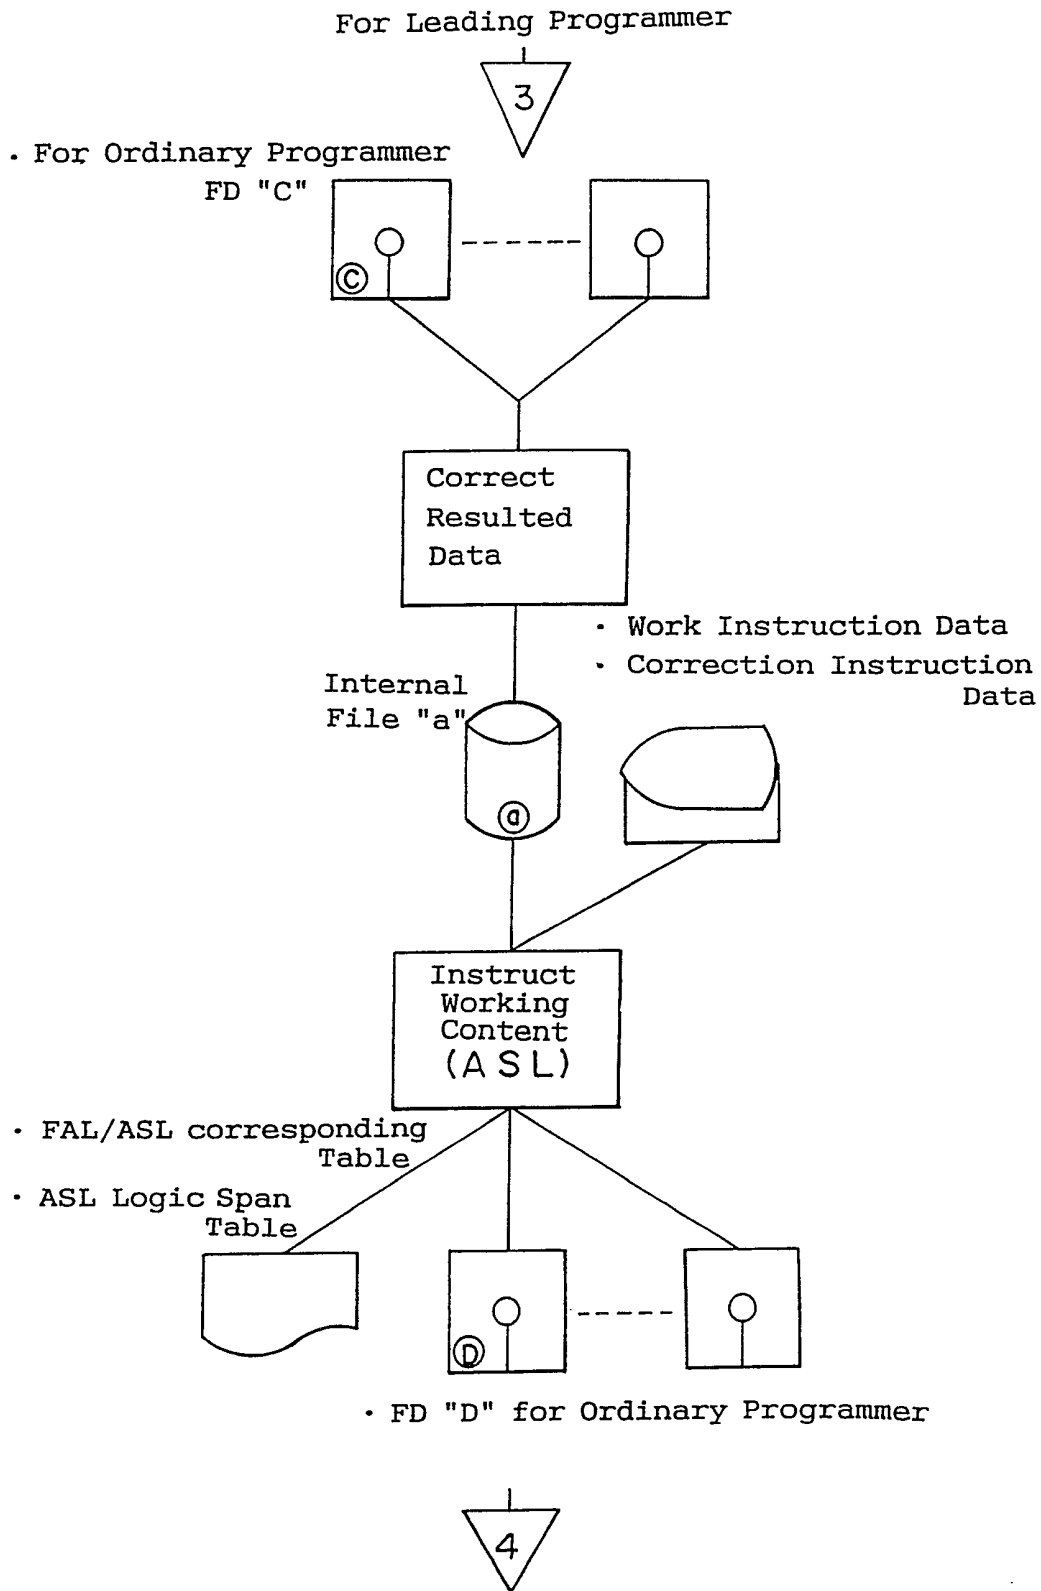 For Leading Programmer
3
· For Ordinary Programmer
FD "C"
C
Correct
Resulted
Data
· Work Instruction Data
· Correction Instruction
Data
Internal
File "a"
a
Instruct
Working
Content
(ASL)
· FAL/ASL corresponding
Table
· ASL Logic Span
Table
D
· FD "D" for Ordinary Programmer
4